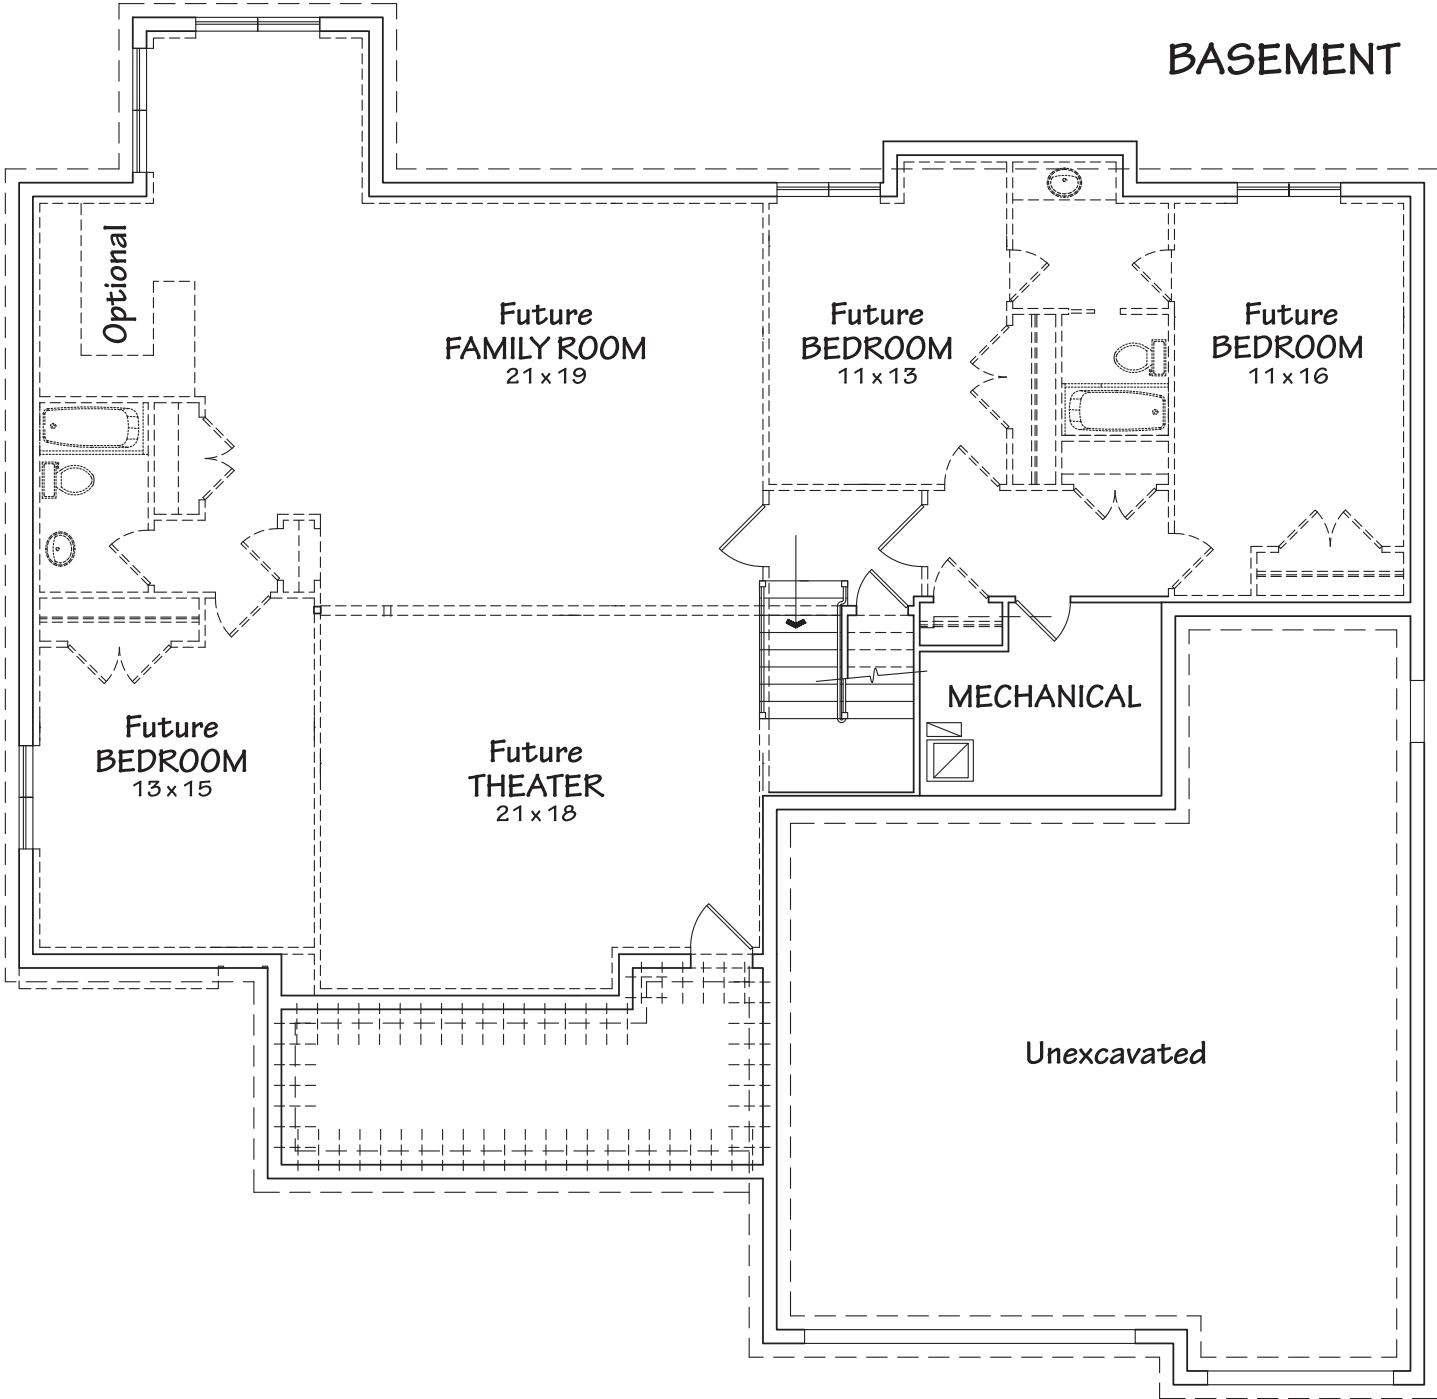 BASEMENT
Optional
Future
FAMILY ROOM
21 x 19
Future
BEDROOM
11 x 13
Future
BEDROOM
11 x 16
Future
BEDROOM
13 x 15
Future
THEATER
21 x 18
MECHANICAL
Unexcavated